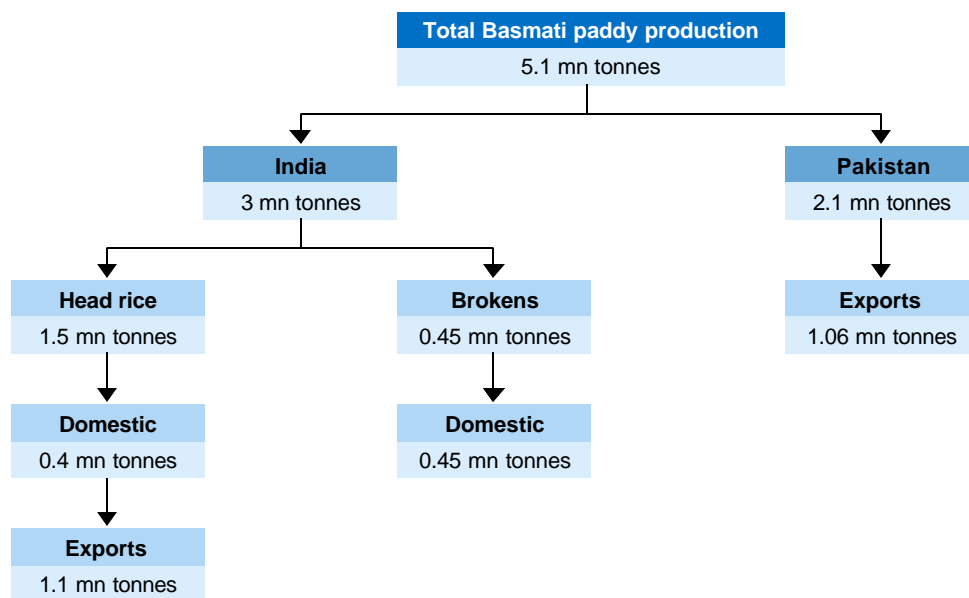 Total Basmati paddy production
5.1 mn tonnes
India
Pakistan
3 mn tonnes
2.1 mn tonnes
Head rice
Brokens
Exports
1.5 mn tonnes
0.45 mn tonnes
1.06 mn tonnes
Domestic
Domestic
0.4 mn tonnes
0.45 mn tonnes
Exports
1.1 mn tonnes